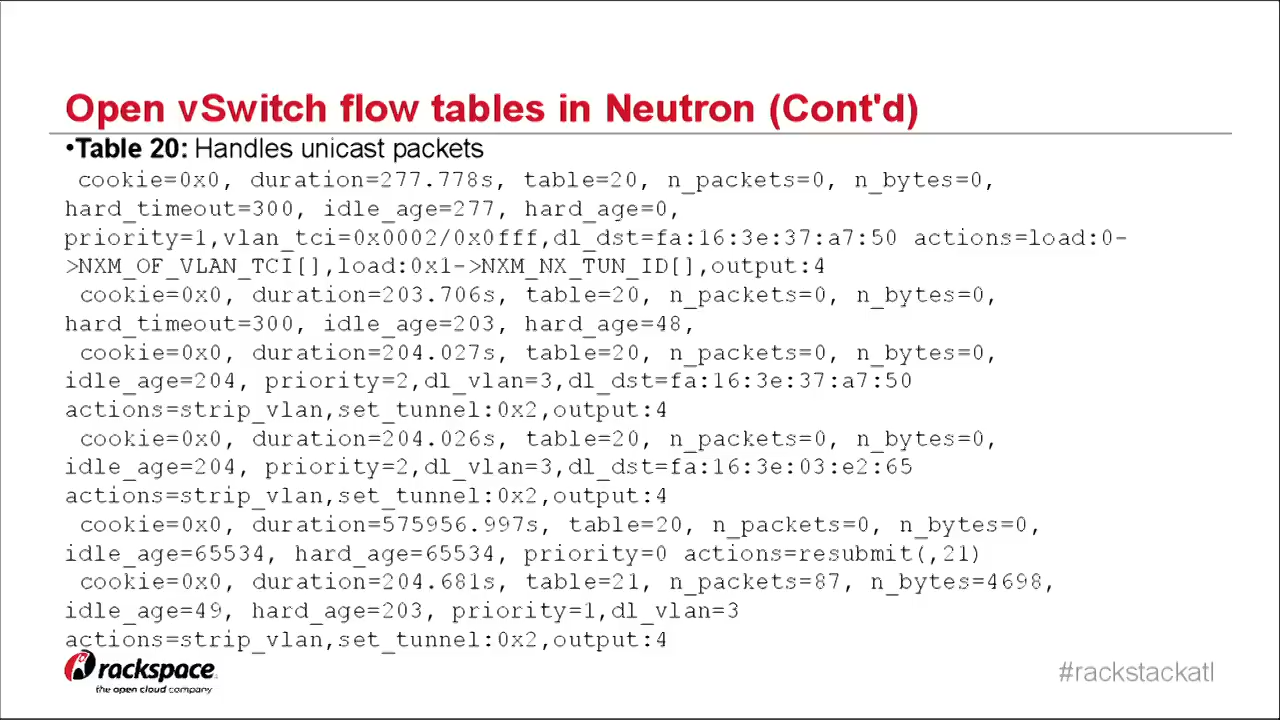 Open vSwitch flow tables in Neutron (Cont'd)
•Table 20: Handles unicast packets
cookie=0x0, duration=277.778s, table=20, n_packets=0, n_bytes=0,
hard_timeout=300, idle_age=277, hard_age=0,
priority=1,vlan_tci=0x0002/0x0fff,dl_dst=fa:16:3e:37:a7:50 actions=load:0-
>NXM_OF_VLAN_TCI[],load:0x1->NXM_NX_TUN_ID[],output:4
cookie=0x0, duration=203.706s, table=20, n_packets=0, n_bytes=0,
hard_timeout=300, idle_age=203, hard_age=48,
cookie=0x0, duration=204.027s, table=20, n_packets=0, n_bytes=0,
idle_age=204, priority=2,dl_vlan=3,dl_dst=fa:16:3e:37:a7:50
actions=strip_vlan,set_tunnel:0x2,output:4
cookie=0x0, duration=204.026s, table=20, n_packets=0, n_bytes=0,
idle_age=204, priority=2,dl_vlan=3,dl_dst=fa:16:3e:03:e2:65
actions=strip_vlan,set_tunnel:0x2,output:4
cookie=0x0, duration=575956.997s, table=20, n_packets=0, n_bytes=0,
idle_age=65534, hard_age=65534, priority=0 actions=resubmit(,21)
cookie=0x0, duration=204.681s, table=21, n_packets=87, n_bytes=4698,
idle_age=49, hard_age=203, priority=1,dl_vlan=3
actions=strip_vlan,set_tunnel:0x2,output:4
rackspace
the open cloud company
#rackstackatl